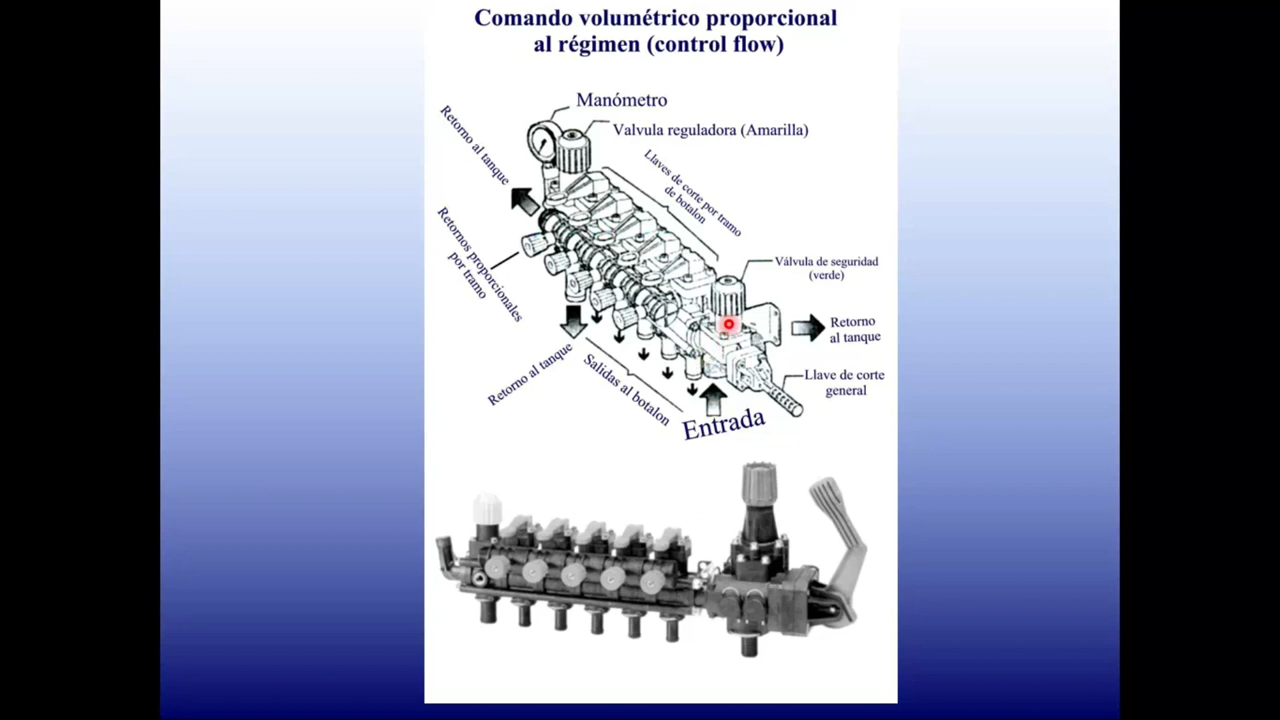 Comando volumétrico proporcional
al régimen (control flow)
Manómetro
Valvula reguladora (Amarilla)
Retorno al tanque
Llaves de corte por tramo
de botalon
Retornos proporcionales
por tramo
Válvula de seguridad
(verde)
Retorno
al tanque
Retorno al tanque
Salidas al botalon
Llave de corte
general
Entrada